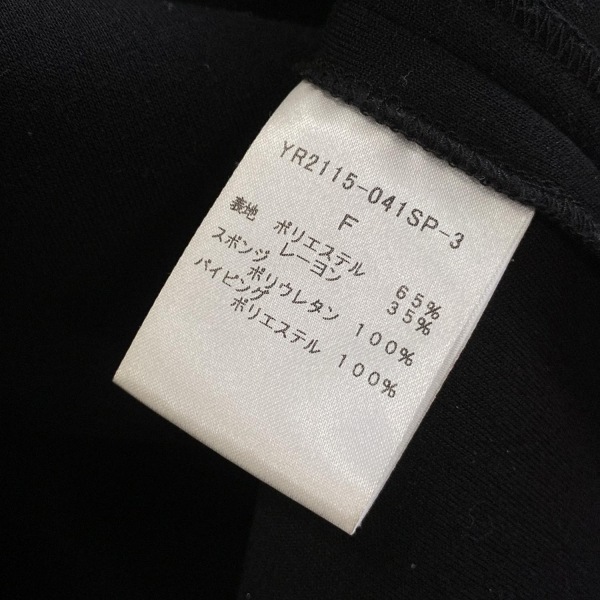 YR2115-041SP-3
F
表地 ポリエステル 65%
レーヨン 35%
スポンジ
ポリウレタン 100%
パイピング
ポリエステル 100%